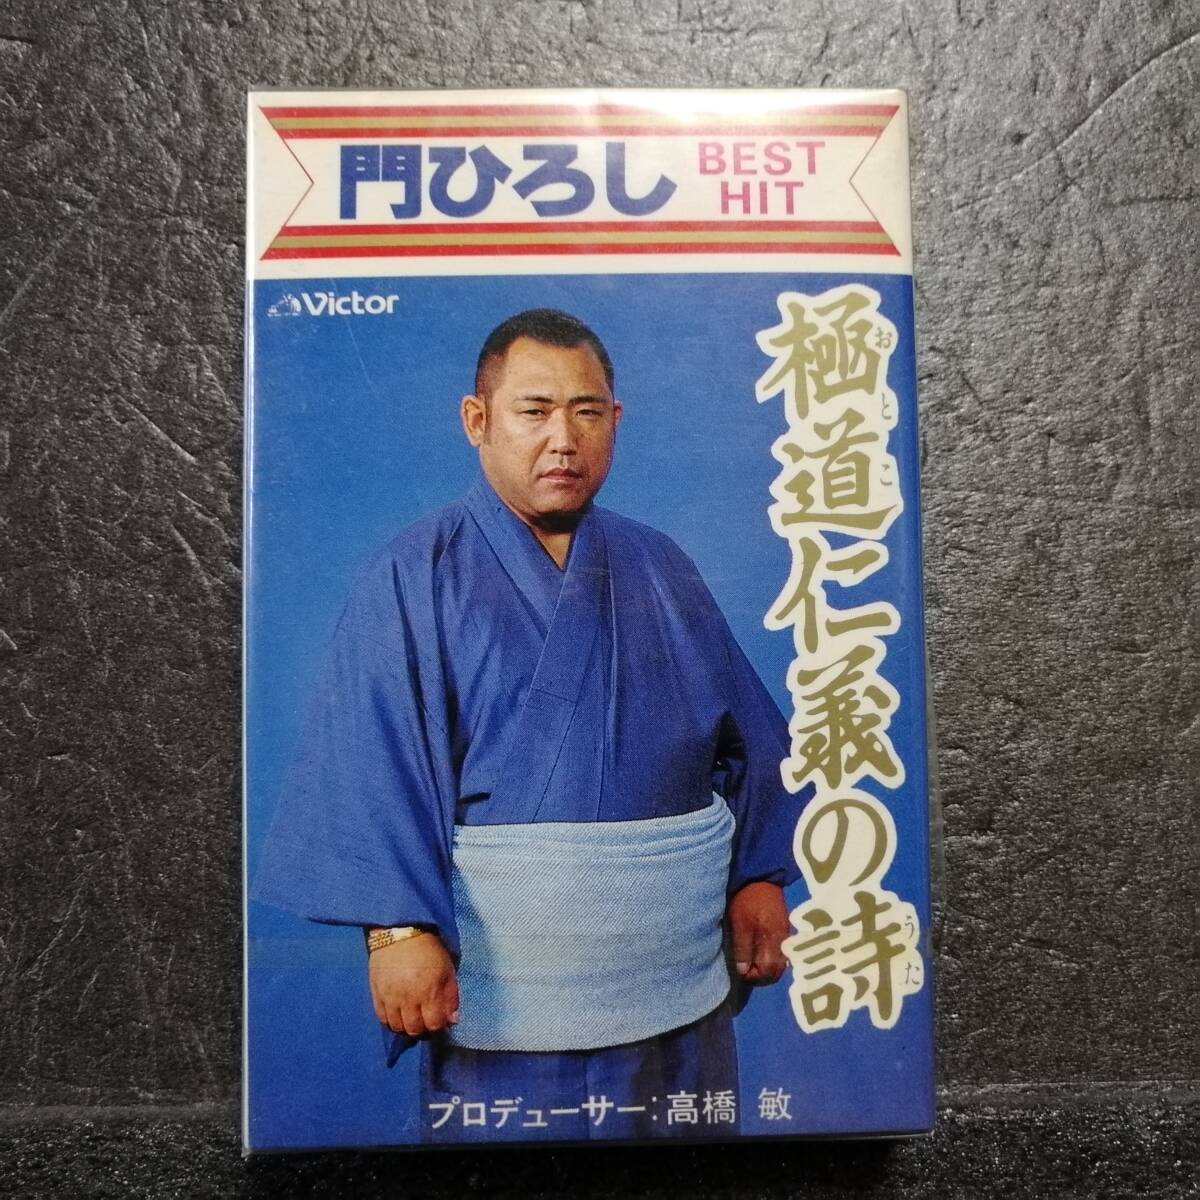 門ひろし
BEST
HIT
Victor
極道仁義の詩
おとこ
うた
プロデューサー:高橋 敏